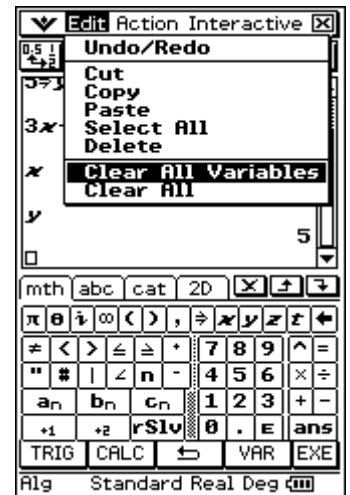 Edit Action Interactive
Undo/Redo
Cut
Copy
Paste
3x Select All
Delete
x Clear All Variables
Clear All
y
5
mth abc cat 2D
π θ i ∞ ( ) , ⇒ x y z t ←
≠ < > ≤ ≥ 7 8 9 ^ =
" # | ∠ n 4 5 6 × ÷
an bn cn 1 2 3 + -
+1 +2 rSlv 0 . E ans
TRIG CALC VAR EXE
Alg Standard Real Deg